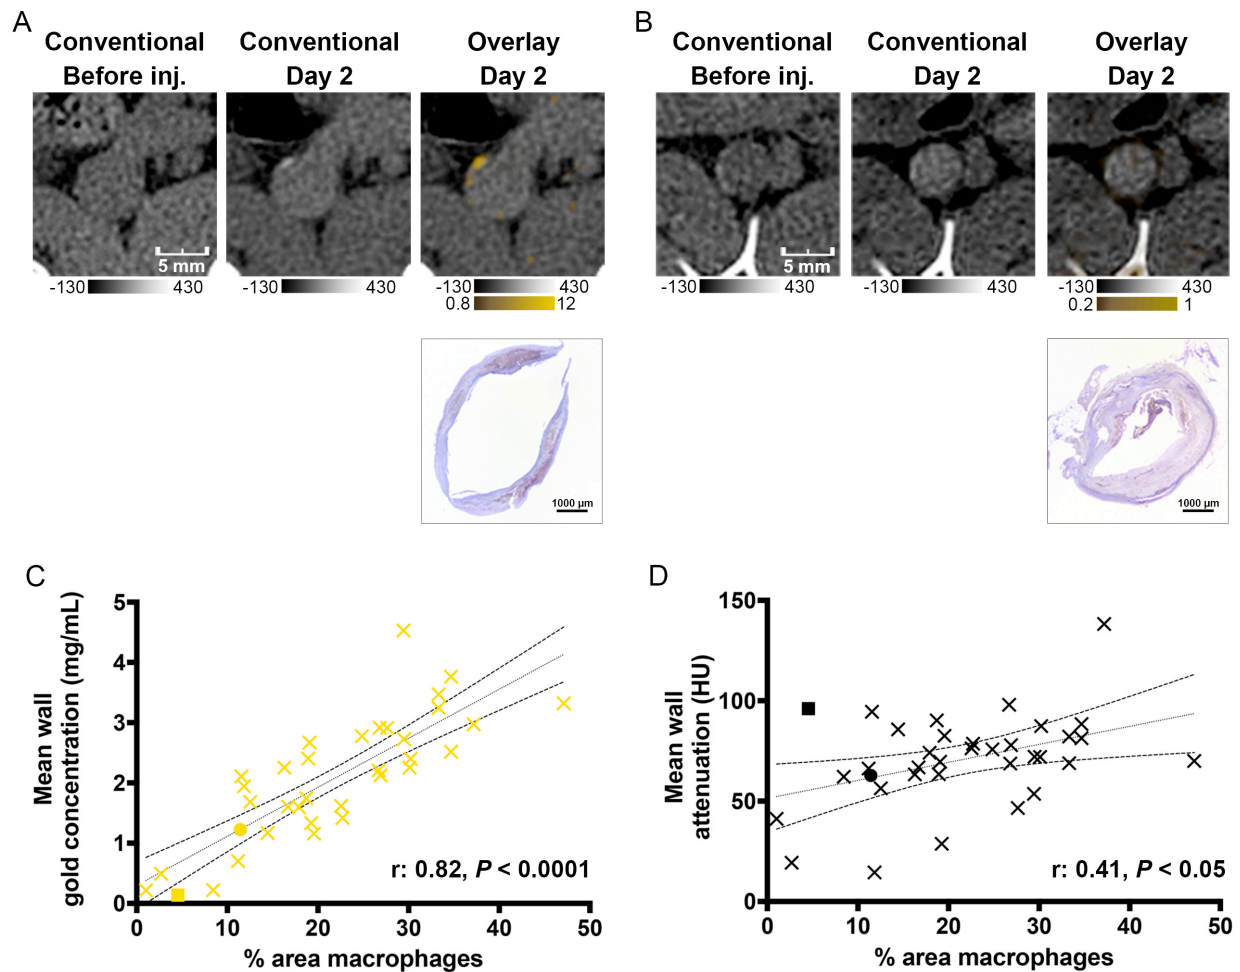 A
Conventional
Before inj.
Conventional
Day 2
Overlay
Day 2
5 mm
-130 430
-130 430
-130 430
0.8 12
1000 µm
B
Conventional
Before inj.
Conventional
Day 2
Overlay
Day 2
5 mm
-130 430
-130 430
-130 430
0.2 1
1000 µm
C
Mean wall
gold concentration (mg/mL)
5
4
3
2
1
0
r: 0.82, P < 0.0001
0 10 20 30 40 50
% area macrophages
D
Mean wall
attenuation (HU)
150
100
50
0
r: 0.41, P < 0.05
0 10 20 30 40 50
% area macrophages